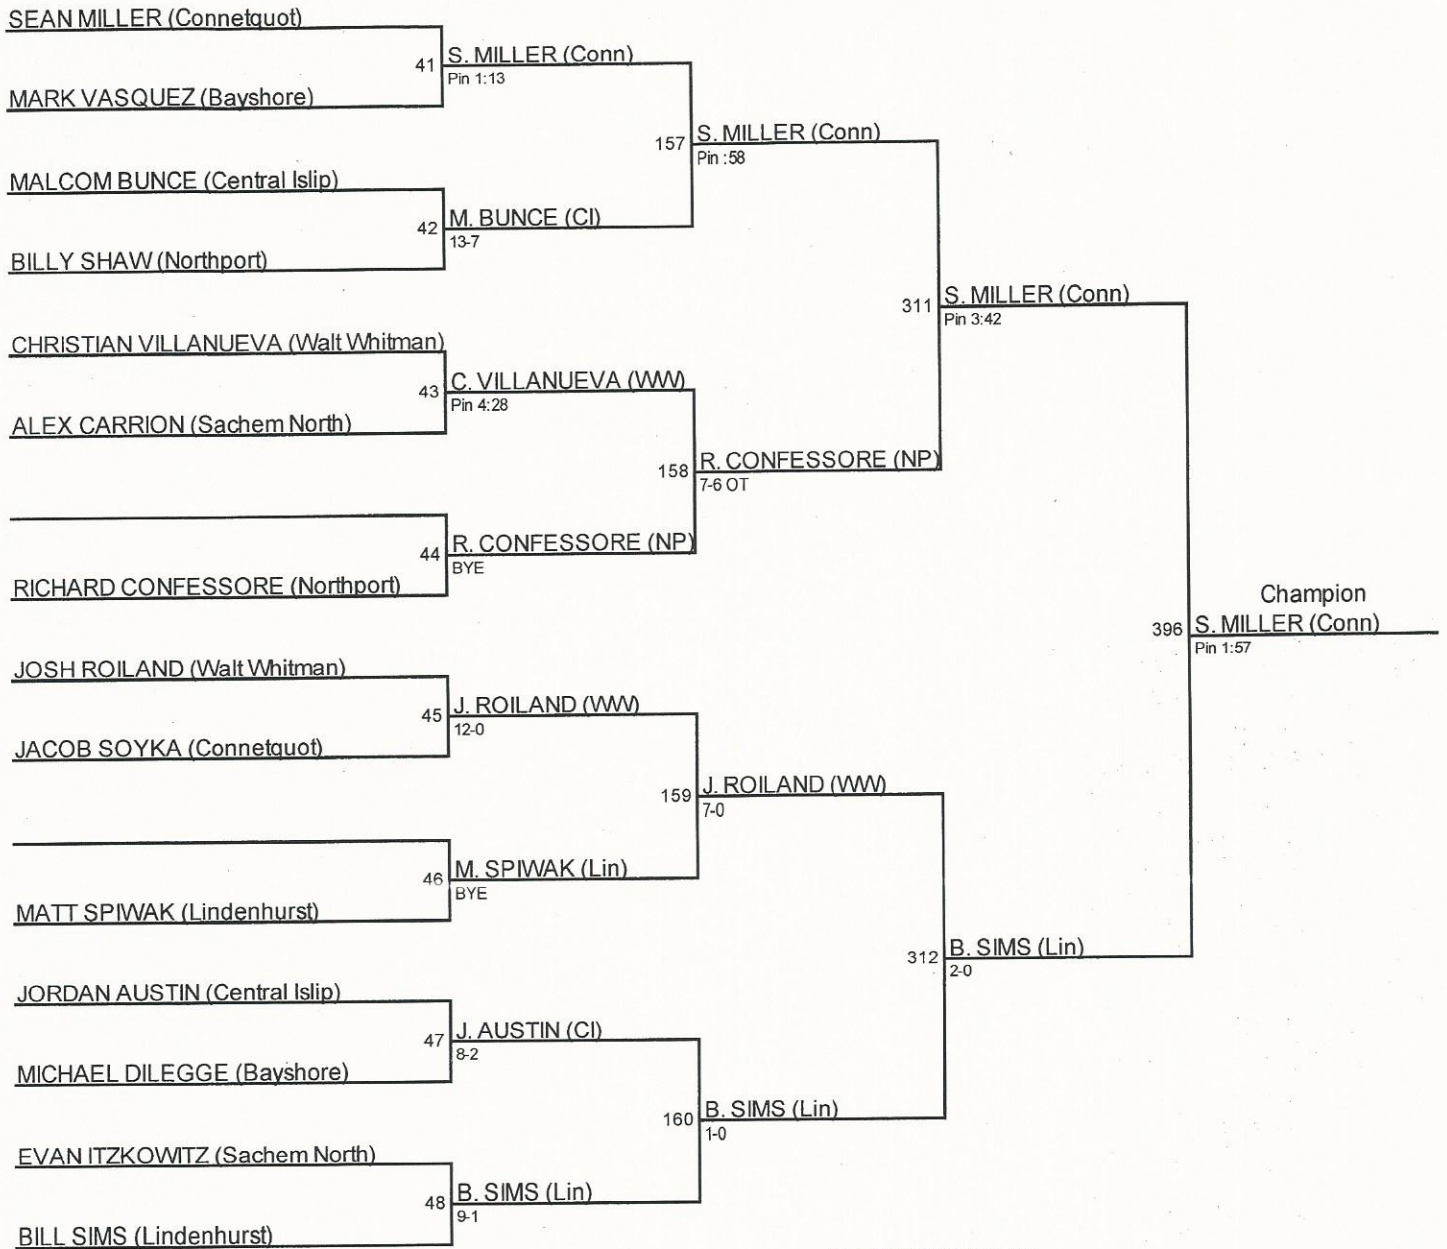 SEAN MILLER (Connetquot)
41
S. MILLER (Conn)
Pin 1:13
MARK VASQUEZ (Bayshore)
157
S. MILLER (Conn)
Pin :58
MALCOM BUNCE (Central Islip)
42
M. BUNCE (CI)
13-7
BILLY SHAW (Northport)
311
S. MILLER (Conn)
Pin 3:42
CHRISTIAN VILLANUEVA (Walt Whitman)
43
C. VILLANUEVA (WW)
Pin 4:28
ALEX CARRION (Sachem North)
158
R. CONFESSORE (NP)
7-6 OT
44
R. CONFESSORE (NP)
BYE
RICHARD CONFESSORE (Northport)
Champion
396
S. MILLER (Conn)
Pin 1:57
JOSH ROILAND (Walt Whitman)
45
J. ROILAND (WW)
12-0
JACOB SOYKA (Connetquot)
159
J. ROILAND (WW)
7-0
46
M. SPIWAK (Lin)
BYE
MATT SPIWAK (Lindenhurst)
312
B. SIMS (Lin)
2-0
JORDAN AUSTIN (Central Islip)
47
J. AUSTIN (CI)
8-2
MICHAEL DILEGGE (Bayshore)
160
B. SIMS (Lin)
1-0
EVAN ITZKOWITZ (Sachem North)
48
B. SIMS (Lin)
9-1
BILL SIMS (Lindenhurst)